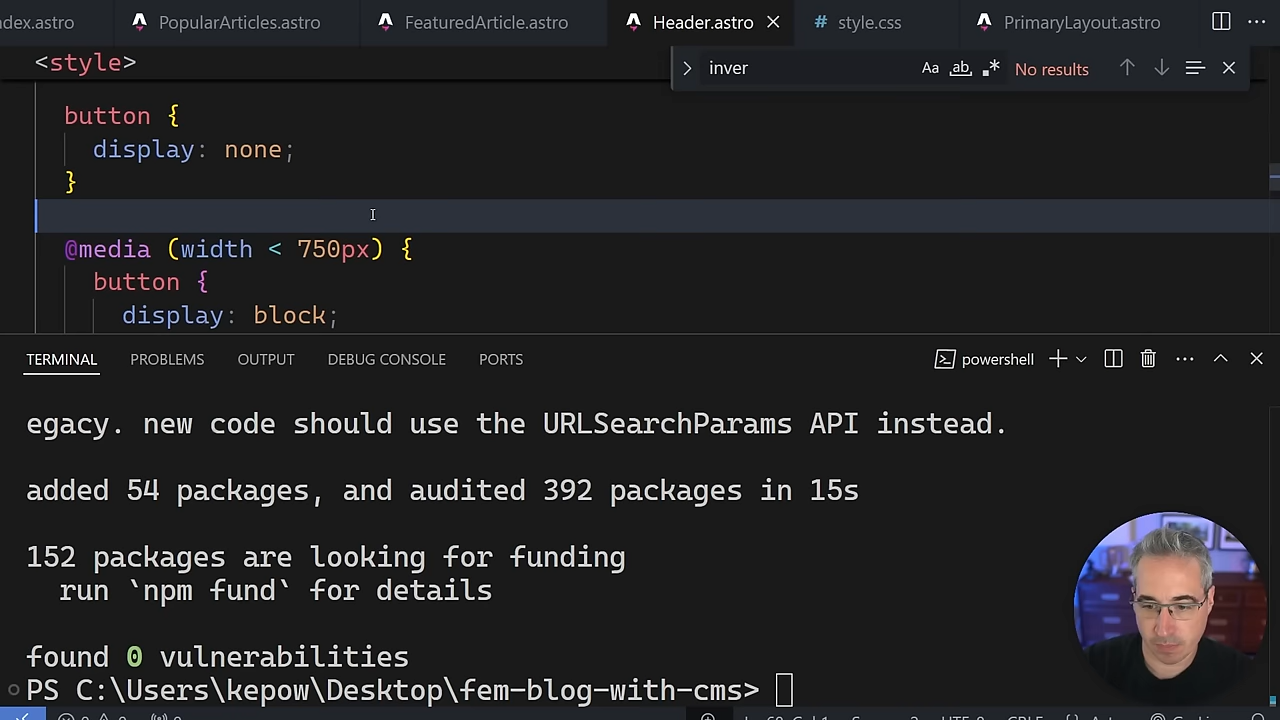 ndex.astro
PopularArticles.astro
FeaturedArticle.astro
Header.astro
# style.css
PrimaryLayout.astro
<style>
inver
Aa
ab
.*
No results
button {
display: none;
}
@media (width < 750px) {
button {
display: block;
TERMINAL
PROBLEMS
OUTPUT
DEBUG CONSOLE
PORTS
powershell
egacy. new code should use the URLSearchParams API instead.
added 54 packages, and audited 392 packages in 15s
152 packages are looking for funding
run `npm fund` for details
found 0 vulnerabilities
PS C:\Users\kepow\Desktop\fem-blog-with-cms>